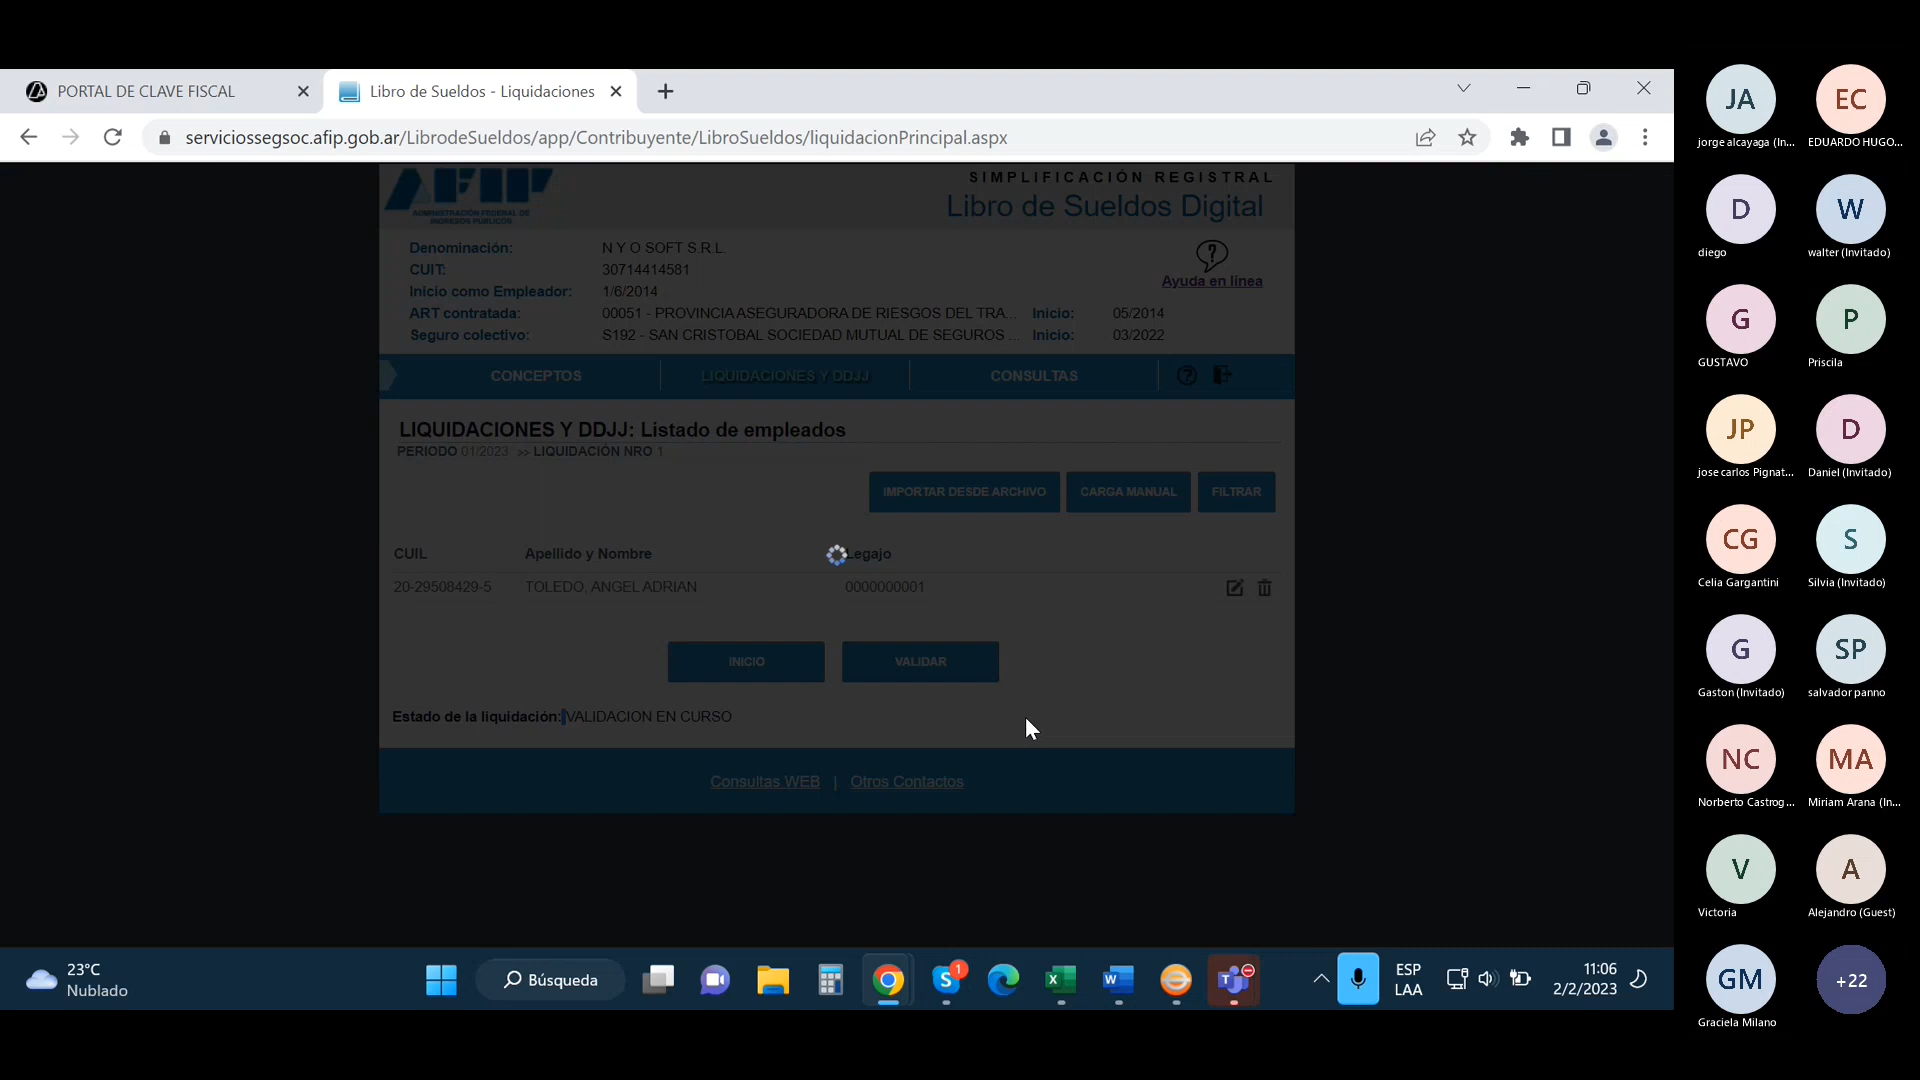 PORTAL DE CLAVE FISCAL
Libro de Sueldos - Liquidaciones
serviciossegsoc.afip.gob.ar/LibrodeSueldos/app/Contribuyente/LibroSueldos/liquidacionPrincipal.aspx
AFIP
ADMINISTRACIÓN FEDERAL DE
INGRESOS PÚBLICOS
SIMPLIFICACIÓN REGISTRAL
Libro de Sueldos Digital
Denominación: N Y O SOFT S.R.L.
CUIT: 30714414581
Inicio como Empleador: 1/6/2014
ART contratada: 00051 - PROVINCIA ASEGURADORA DE RIESGOS DEL TRA... Inicio: 05/2014
Seguro colectivo: S192 - SAN CRISTOBAL SOCIEDAD MUTUAL DE SEGUROS ... Inicio: 03/2022
Ayuda en línea
CONCEPTOS LIQUIDACIONES Y DDJJ CONSULTAS
LIQUIDACIONES Y DDJJ: Listado de empleados
PERIODO 01/2023 >> LIQUIDACIÓN NRO 1
IMPORTAR DESDE ARCHIVO CARGA MANUAL FILTRAR
CUIL Apellido y Nombre Legajo
20-29508429-5 TOLEDO, ANGEL ADRIAN 0000000001
INICIO VALIDAR
Estado de la liquidación: VALIDACION EN CURSO
Consultas WEB | Otros Contactos
23°C
Nublado
Búsqueda
1
ESP
LAA
11:06
2/2/2023
JA EC
jorge alcayaga (In... EDUARDO HUGO...
D W
diego walter (Invitado)
G P
GUSTAVO Priscila
JP D
jose carlos Pignat... Daniel (Invitado)
CG S
Celia Gargantini Silvia (Invitado)
G SP
Gaston (Invitado) salvador panno
NC MA
Norberto Castrog... Miriam Arana (In...
V A
Victoria Alejandro (Guest)
GM +22
Graciela Milano